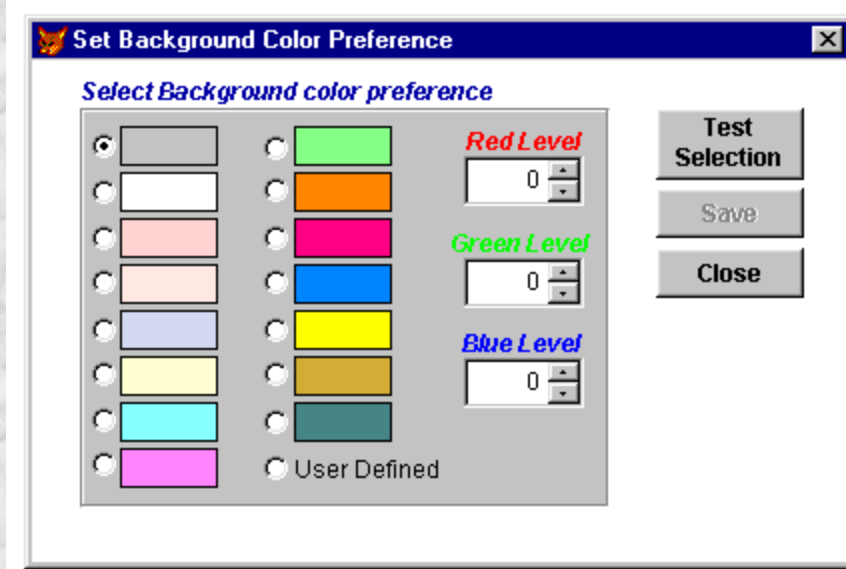 Set Background Color Preference
Select Background color preference
Red Level
0
Green Level
0
Blue Level
0
User Defined
Test
Selection
Save
Close